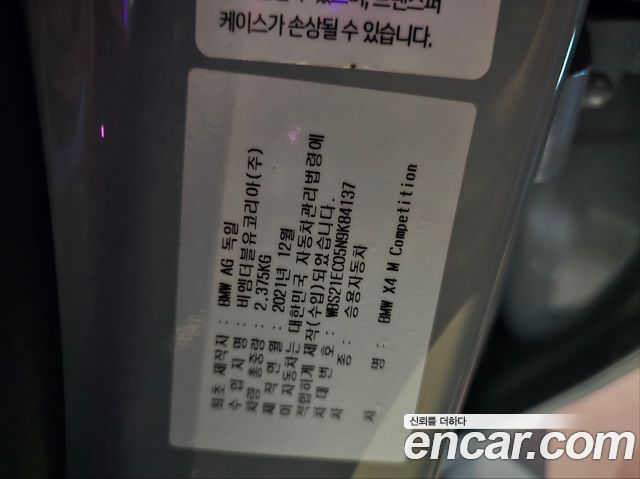 케이스가 손상될 수 있습니다.
최초 제작자 : BMW AG 독일
수 입 자 명 : 비엠더블유코리아(주)
차량 총중량 : 2,375KG
제 작 연 월 : 2021년 12월
이 자동차는 대한민국 자동차관리법령에
적합하게 제작(수입)되었습니다.
차 대 번 호 : WBS21EC05N9K84137
차 종 : 승용자동차
차 명 : BMW X4 M Competition
신뢰를 더하다
encar.com